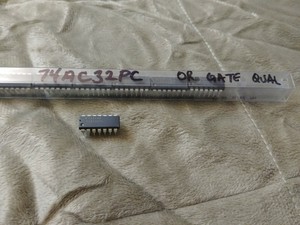 74AC32PC OR GATE QUAL